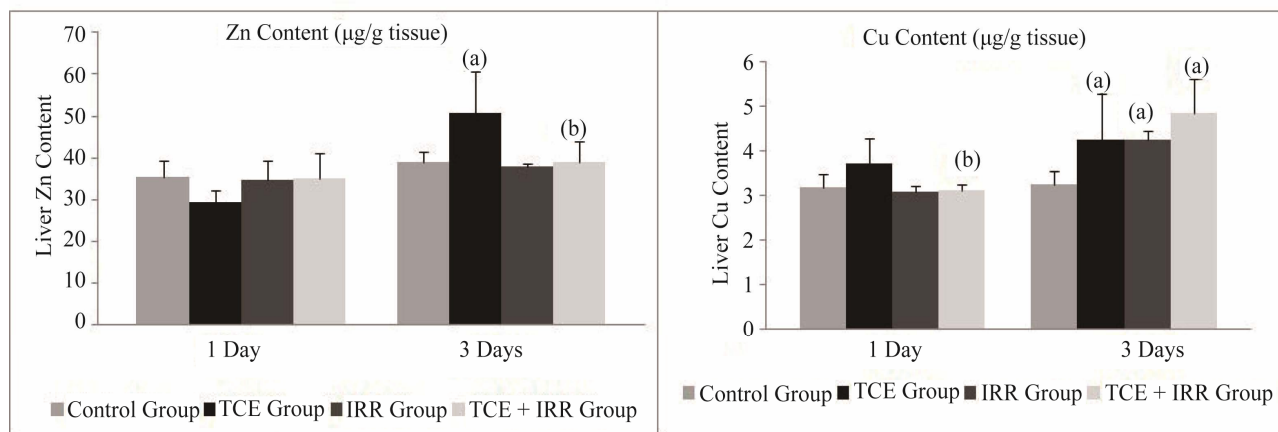 Zn Content (μg/g tissue)
Liver Zn Content
70
60
50
40
30
20
10
0
(a)
(b)
1 Day
3 Days
Control Group TCE Group IRR Group TCE + IRR Group
Cu Content (μg/g tissue)
Liver Cu Content
6
5
4
3
2
1
0
(b)
(a)
(a)
(a)
1 Day
3 Days
Control Group TCE Group IRR Group TCE + IRR Group